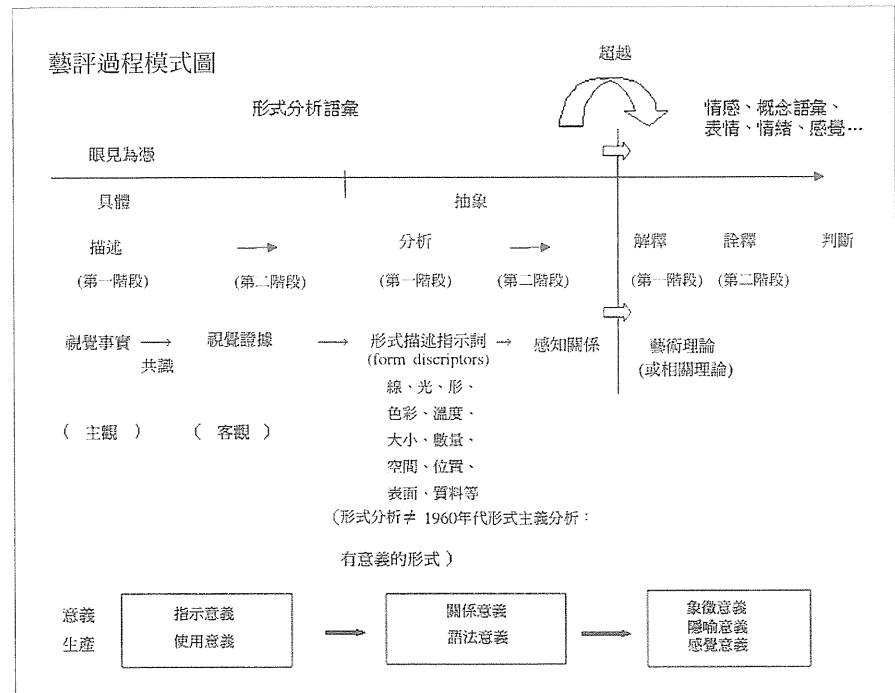 藝評過程模式圖
超越
形式分析語彙
情感、概念語彙、
表情、情緒、感覺…
眼見為憑
具體
抽象
描述
分析
解釋
詮釋
判斷
(第一階段)
(第二階段)
(第一階段)
(第二階段)
(第一階段)
(第二階段)
視覺事實
共識
視覺證據
形式描述指示詞
(form discriptors)
感知關係
藝術理論
(或相關理論)
線、光、形、
色彩、溫度、
大小、數量、
空間、位置、
表面、質料等
( 主觀 )
( 客觀 )
(形式分析≠ 1960年代形式主義分析：
有意義的形式 )
意義
生產
指示意義
使用意義
關係意義
語法意義
象徵意義
隱喻意義
感覺意義